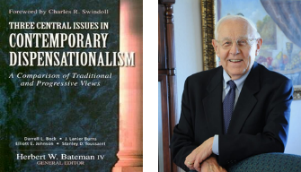 Foreword by Charles R. Swindoll
THREE CENTRAL ISSUES IN
CONTEMPORARY
DISPENSATIONALISM
A Comparison of Traditional
and Progressive Views
Darrell L. Bock • J. Lanier Burns
Elliott E. Johnson • Stanley D. Toussaint
Herbert W. Bateman IV
GENERAL EDITOR